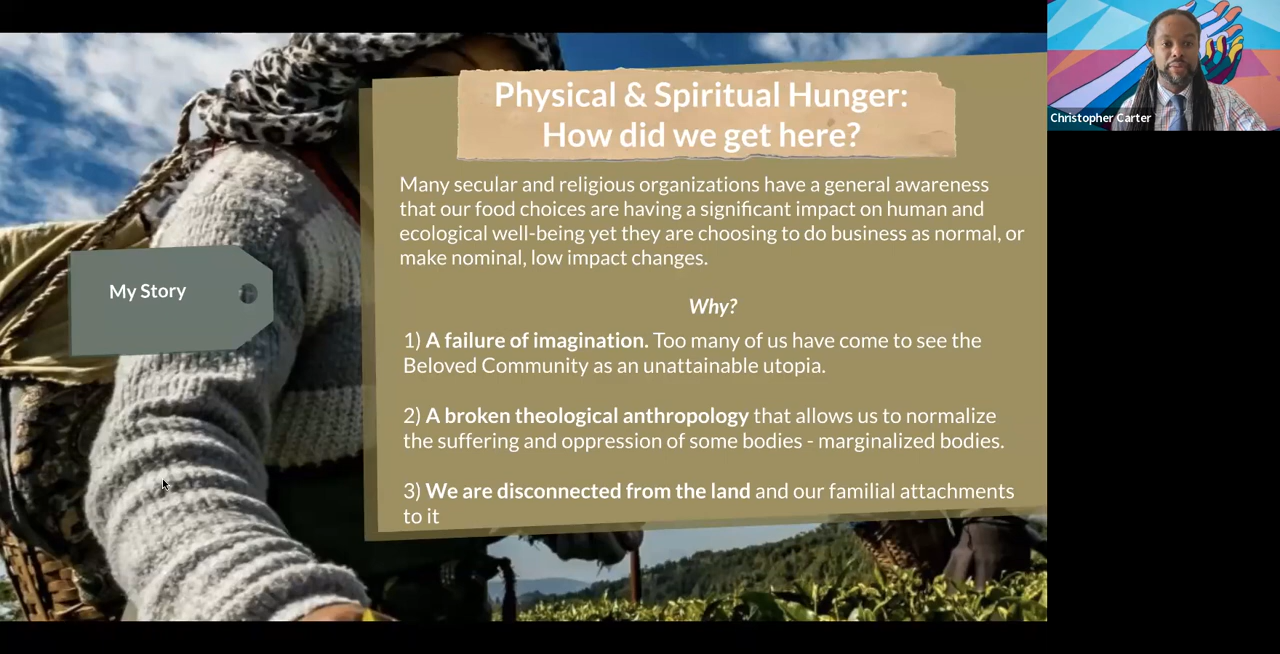 Physical & Spiritual Hunger:
How did we get here?
Christopher Carter
Many secular and religious organizations have a general awareness
that our food choices are having a significant impact on human and
ecological well-being yet they are choosing to do business as normal, or
make nominal, low impact changes.
My Story
Why?
1) A failure of imagination. Too many of us have come to see the
Beloved Community as an unattainable utopia.
2) A broken theological anthropology that allows us to normalize
the suffering and oppression of some bodies - marginalized bodies.
3) We are disconnected from the land and our familial attachments
to it